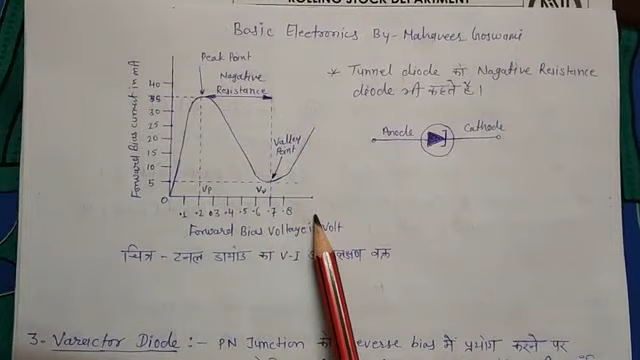 ROLLING STOCK DEPARTMENT
Basic Electronics By- Mahaveer Goswami
Peak Point
Nagative
Resistance
Valley
Point
Forward Bias current in mA
40
35
30
25
20
15
10
5
0
Vp
Vv
.1 .2 .3 .4 .5 .6 .7 .8
Forward Bias Voltage in Volt
चित्र - टनल डायोड का V-I वक्र
* Tunnel diode को Nagative Resistance
diode भी कहते हैं।
Anode
Cathode
3- Varactor Diode :- PN Junction को reverse bias में प्रयोग करने पर